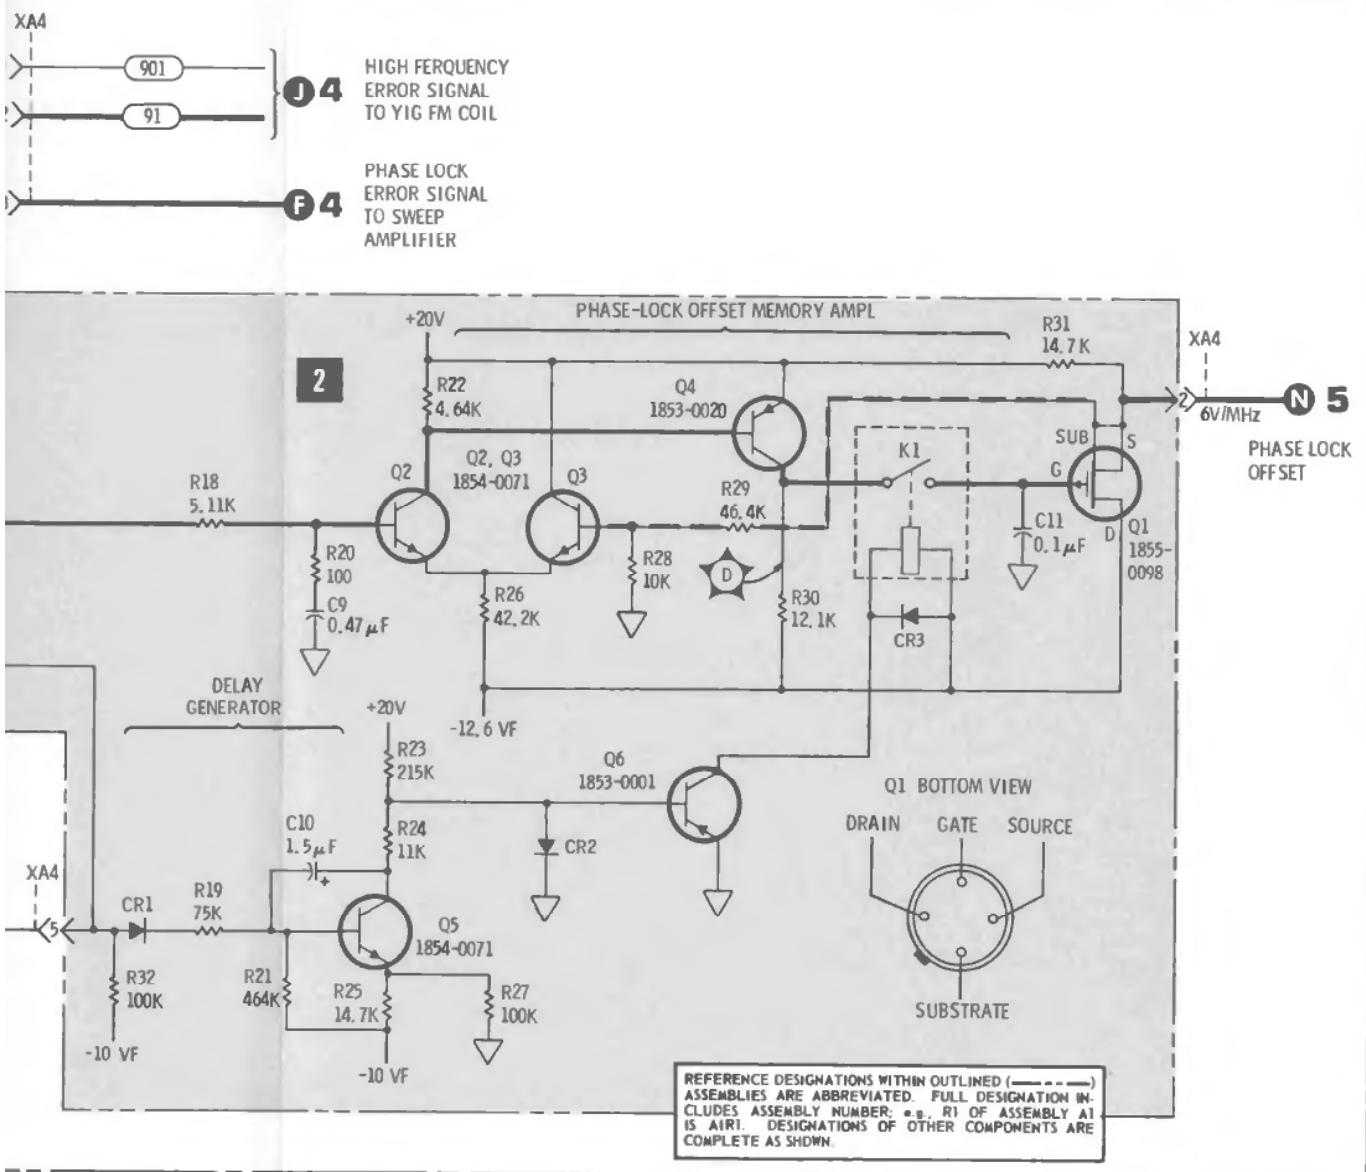 XA4
901
J 4
HIGH FERQUENCY
ERROR SIGNAL
TO YIG FM COIL
91
F 4
PHASE LOCK
ERROR SIGNAL
TO SWEEP
AMPLIFIER
PHASE-LOCK OFFSET MEMORY AMPL
+20V
R31
14.7K
XA4
2
R22
4.64K
Q4
1853-0020
2
6V/MHz
N 5
PHASE LOCK
OFFSET
SUB
S
K1
G
Q2
Q2, Q3
1854-0071
Q3
R18
5.11K
R29
46.4K
C11
0.1µF
D
Q1
1855-
0098
R20
100
R28
10K
D
C9
0.47µF
R26
42.2K
R30
12.1K
CR3
DELAY
GENERATOR
+20V
-12.6 VF
R23
215K
Q6
1853-0001
Q1 BOTTOM VIEW
DRAIN GATE SOURCE
C10
1.5µF
+
R24
11K
CR2
XA4
5
CR1
R19
75K
Q5
1854-0071
R32
100K
R21
464K
R25
14.7K
R27
100K
SUBSTRATE
-10 VF
-10 VF
REFERENCE DESIGNATIONS WITHIN OUTLINED (
)
ASSEMBLIES ARE ABBREVIATED. FULL DESIGNATION IN-
CLUDES ASSEMBLY NUMBER; e.g., R1 OF ASSEMBLY A1
IS A1R1. DESIGNATIONS OF OTHER COMPONENTS ARE
COMPLETE AS SHOWN.